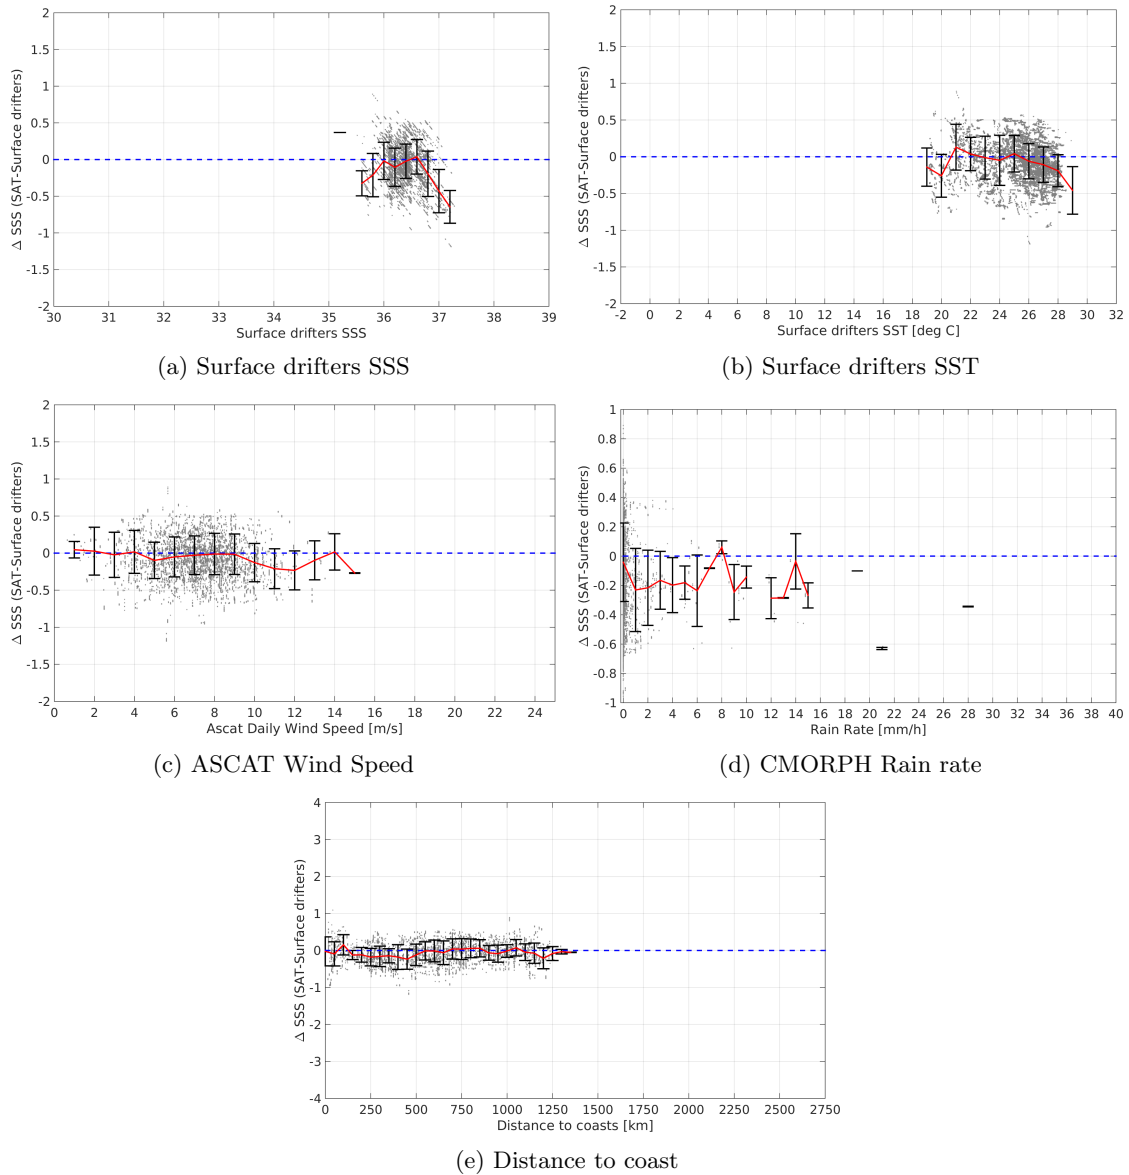 2
1.5
1
0.5
0
-0.5
-1
-1.5
-2
Δ SSS (SAT-Surface drifters)
30 31 32 33 34 35 36 37 38 39
Surface drifters SSS
(a) Surface drifters SSS
2
1.5
1
0.5
0
-0.5
-1
-1.5
-2
Δ SSS (SAT-Surface drifters)
-2 0 2 4 6 8 10 12 14 16 18 20 22 24 26 28 30 32
Surface drifters SST [deg C]
(b) Surface drifters SST
2
1.5
1
0.5
0
-0.5
-1
-1.5
-2
Δ SSS (SAT-Surface drifters)
0 2 4 6 8 10 12 14 16 18 20 22 24
Ascat Daily Wind Speed [m/s]
(c) ASCAT Wind Speed
1
0.8
0.6
0.4
0.2
0
-0.2
-0.4
-0.6
-0.8
-1
Δ SSS (SAT-Surface drifters)
0 2 4 6 8 10 12 14 16 18 20 22 24 26 28 30 32 34 36 38 40
Rain Rate [mm/h]
(d) CMORPH Rain rate
4
3
2
1
0
-1
-2
-3
-4
Δ SSS (SAT-Surface drifters)
0 250 500 750 1000 1250 1500 1750 2000 2250 2500 2750
Distance to coasts [km]
(e) Distance to coast